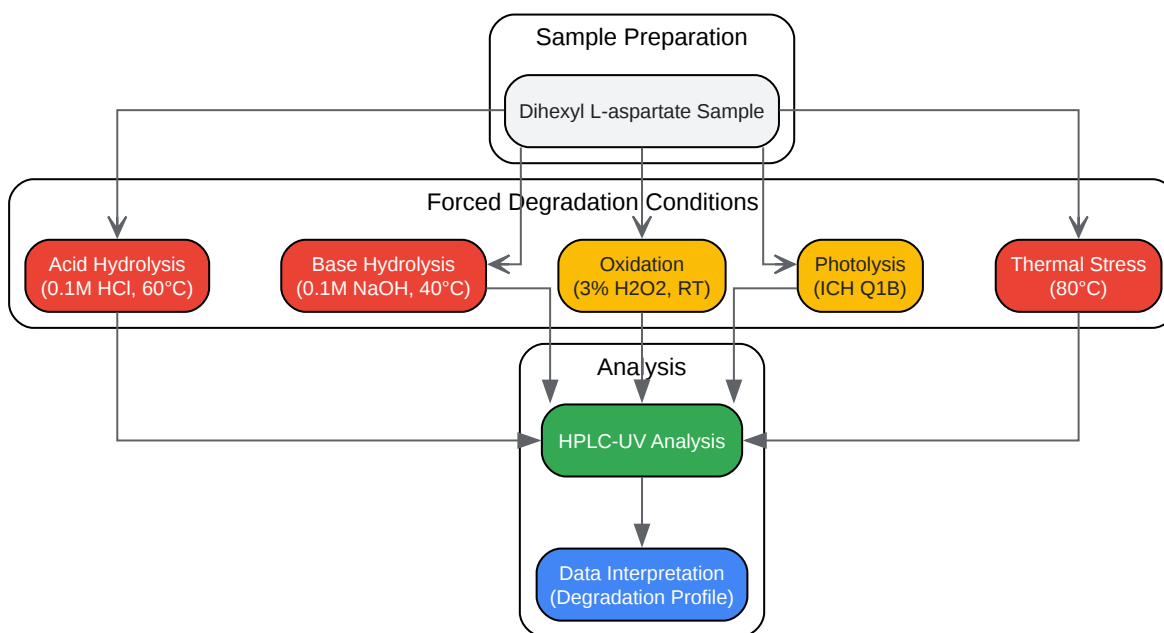 Sample Preparation
Dihexyl L-aspartate Sample
Forced Degradation Conditions
Acid Hydrolysis
(0.1M HCl, 60°C)
Base Hydrolysis
(0.1M NaOH, 40°C)
Oxidation
(3% H2O2, RT)
Photolysis
(ICH Q1B)
Thermal Stress
(80°C)
Analysis
HPLC-UV Analysis
Data Interpretation
(Degradation Profile)